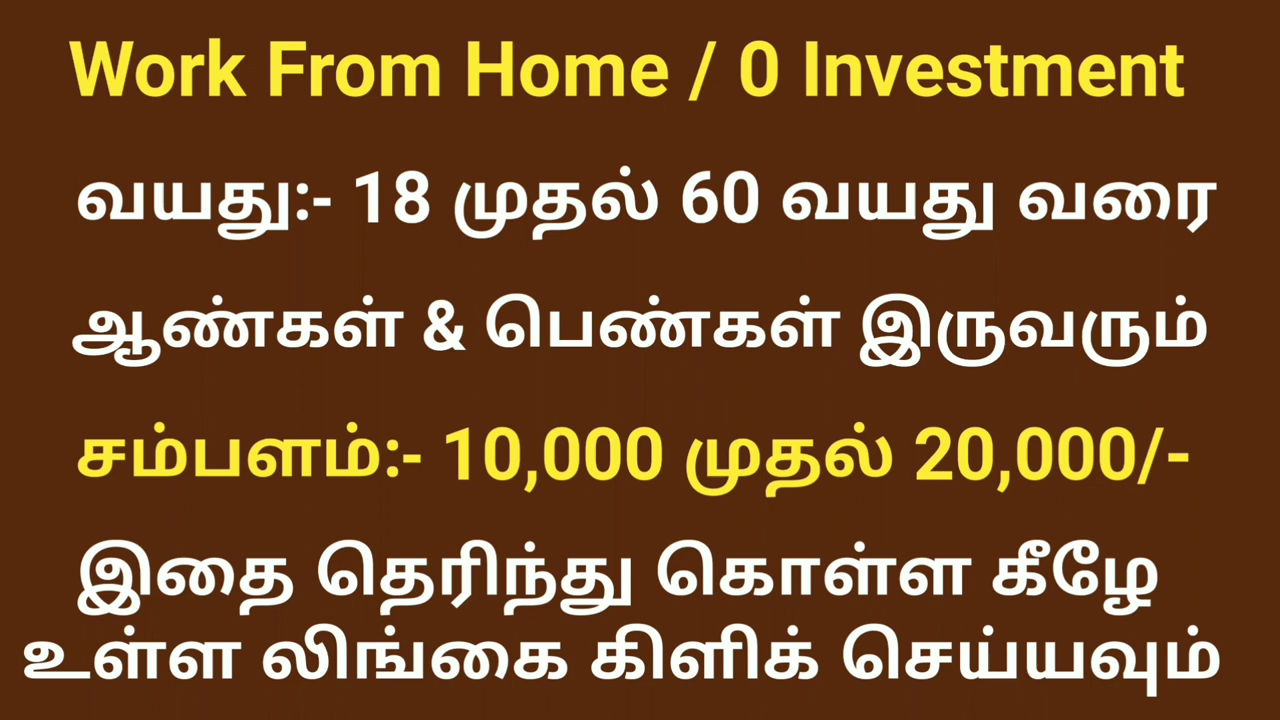 Work From Home / 0 Investment
வயது:- 18 முதல் 60 வயது வரை
ஆண்கள் & பெண்கள் இருவரும்
சம்பளம்:- 10,000 முதல் 20,000/-
இதை தெரிந்து கொள்ள கீழே
உள்ள லிங்கை கிளிக் செய்யவும்